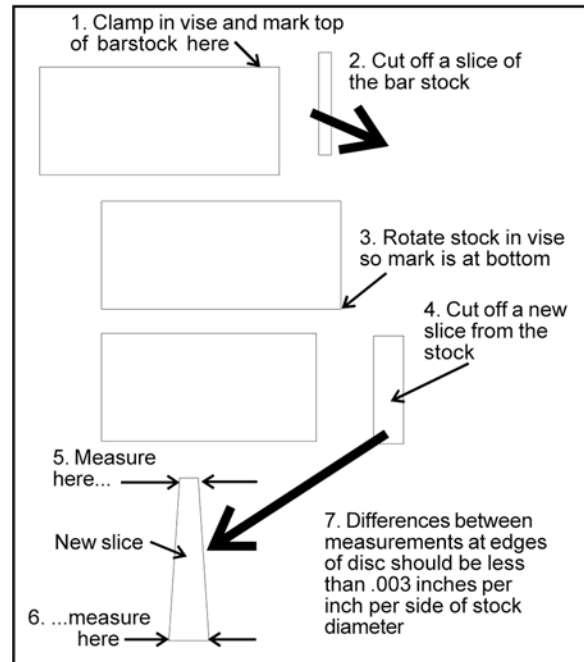 1. Clamp in vise and mark top
of barstock here
2. Cut off a slice of
the bar stock
3. Rotate stock in vise
so mark is at bottom
4. Cut off a new
slice from the
stock
5. Measure
here...
New slice
6. ...measure
here
7. Differences between
measurements at edges
of disc should be less
than .003 inches per
inch per side of stock
diameter